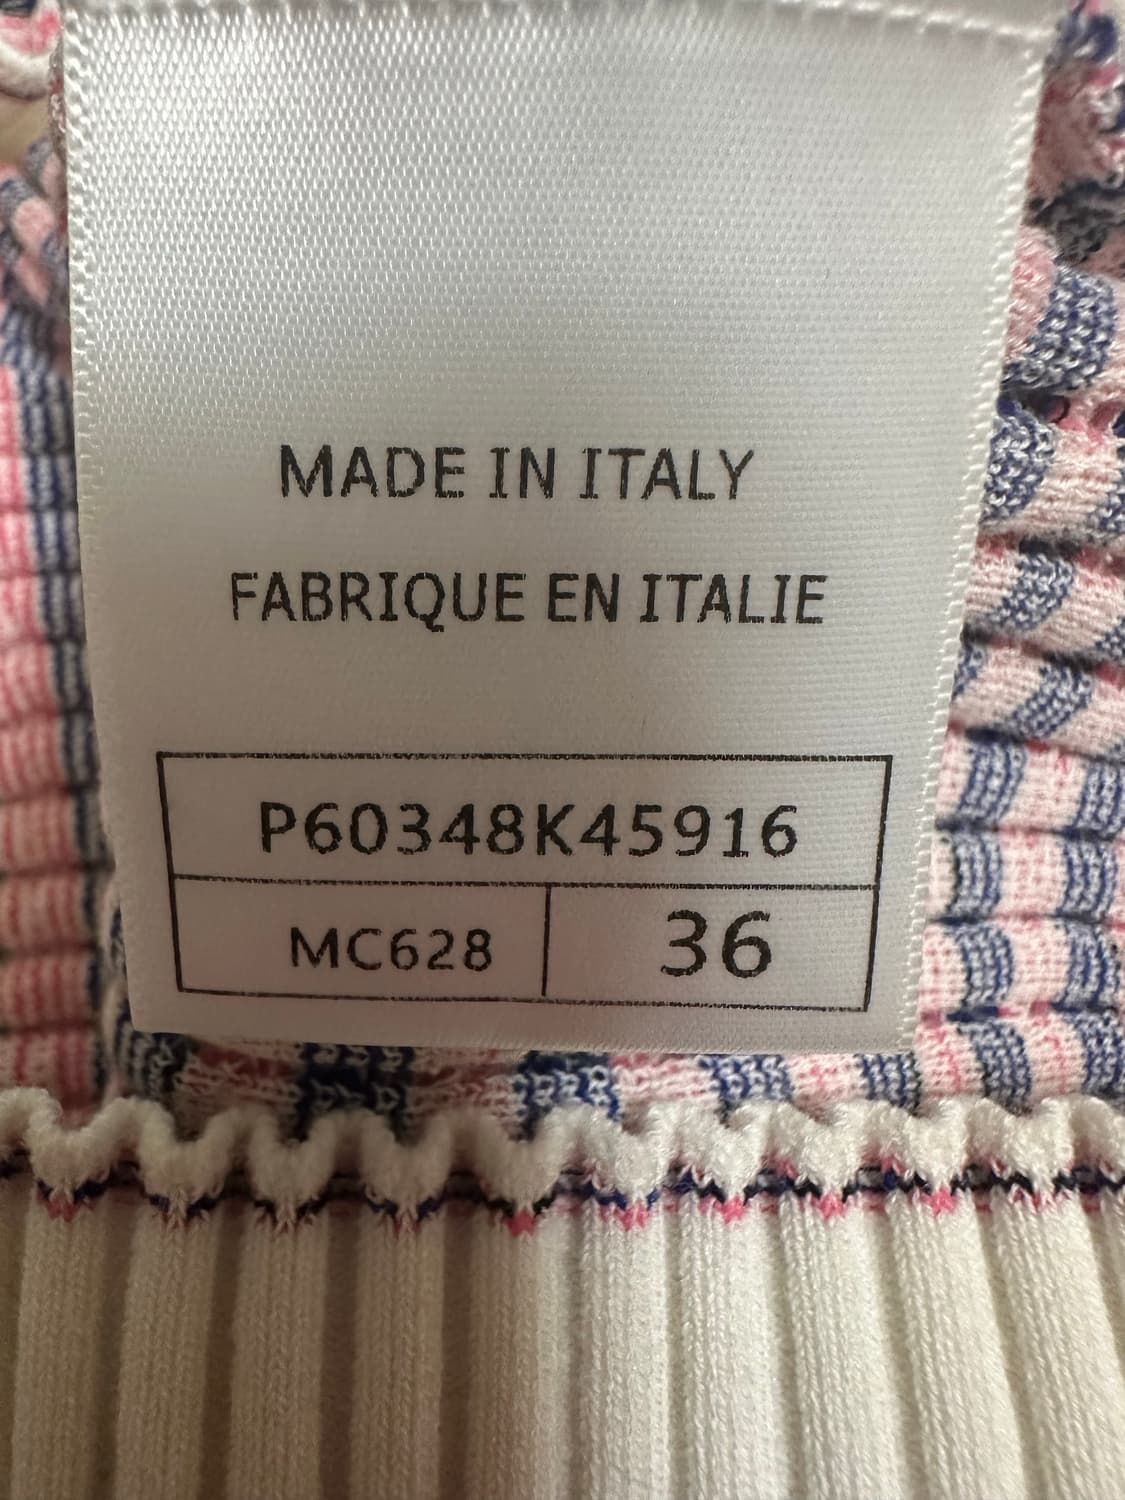 MADE IN ITALY
FABRIQUE EN ITALIE
P60348K45916
MC628 36